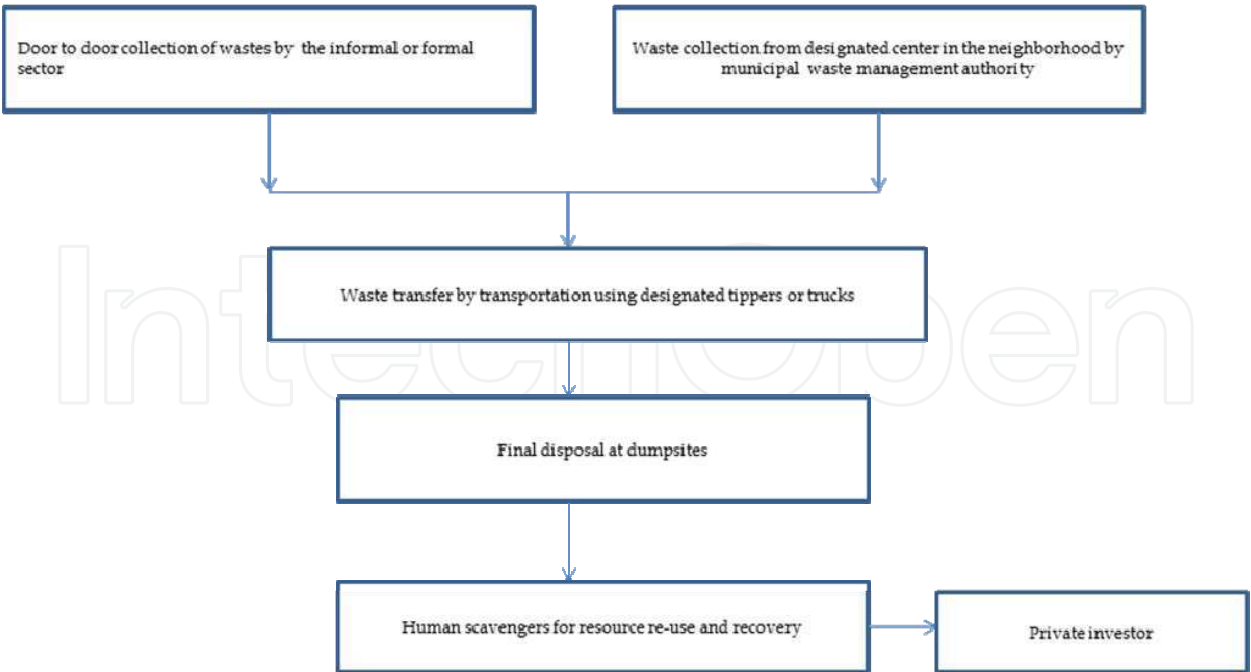 Door to door collection of wastes by the informal or formal
sector
Waste collection from designated center in the neighborhood by
municipal waste management authority
Waste transfer by transportation using designated tippers or trucks
IntechOpen
Final disposal at dumpsites
Human scavengers for resource re-use and recovery
Private investor